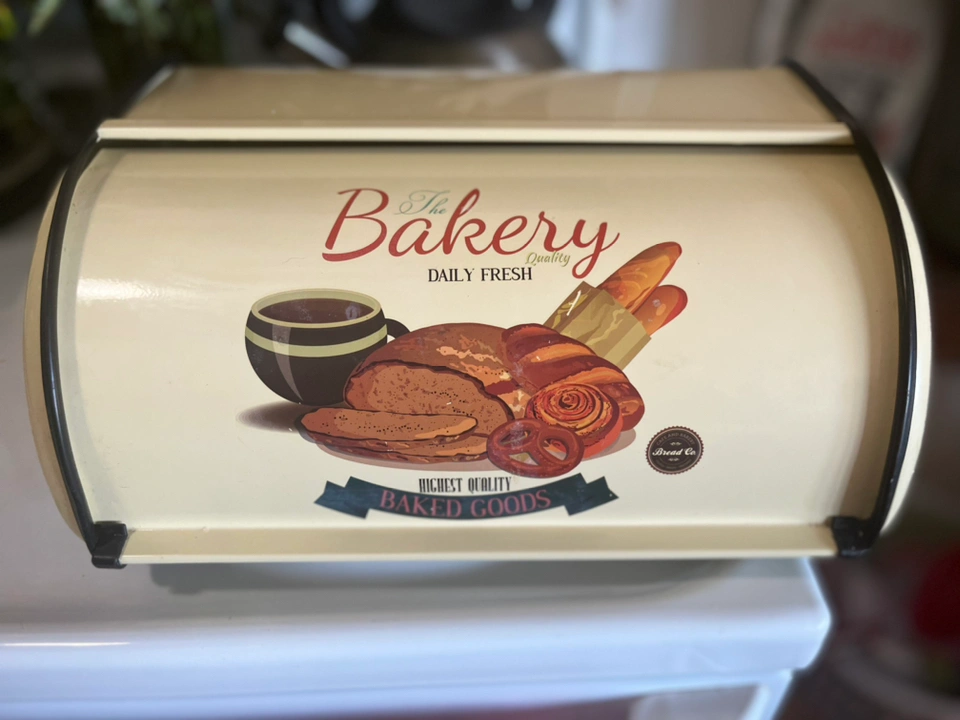 The
Bakery
Quality
DAILY FRESH
Bread Co.
HIGHEST QUALITY
BAKED GOODS